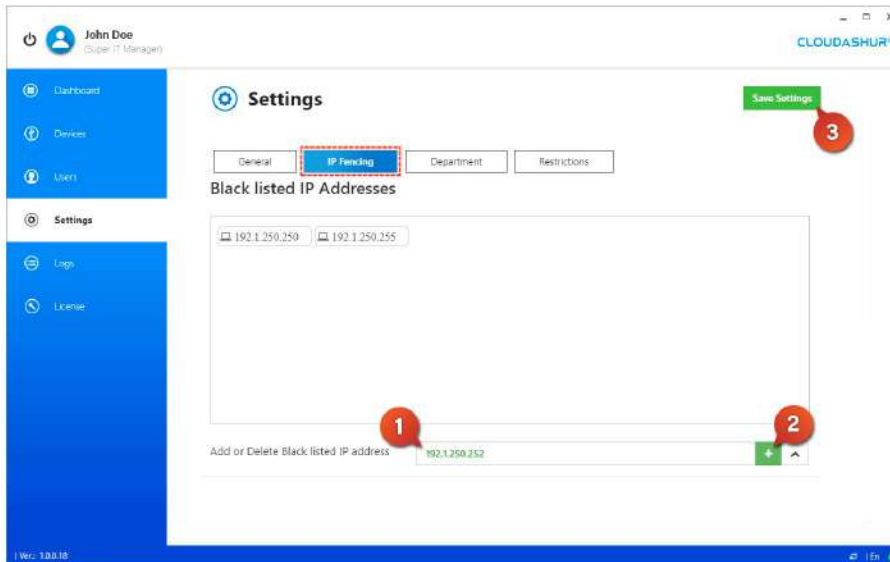 John Doe
(Super IT Manager)
CLOUDASHUR
Dashboard
Devices
Users
Settings
Logs
License
Settings
Save Settings
3
General
IP Fencing
Department
Restrictions
Black listed IP Addresses
192.1.250.250
192.1.250.255
1
2
Add or Delete Black listed IP address
192.1.250.252
+
| Ver.: 1.0.0.18
| En